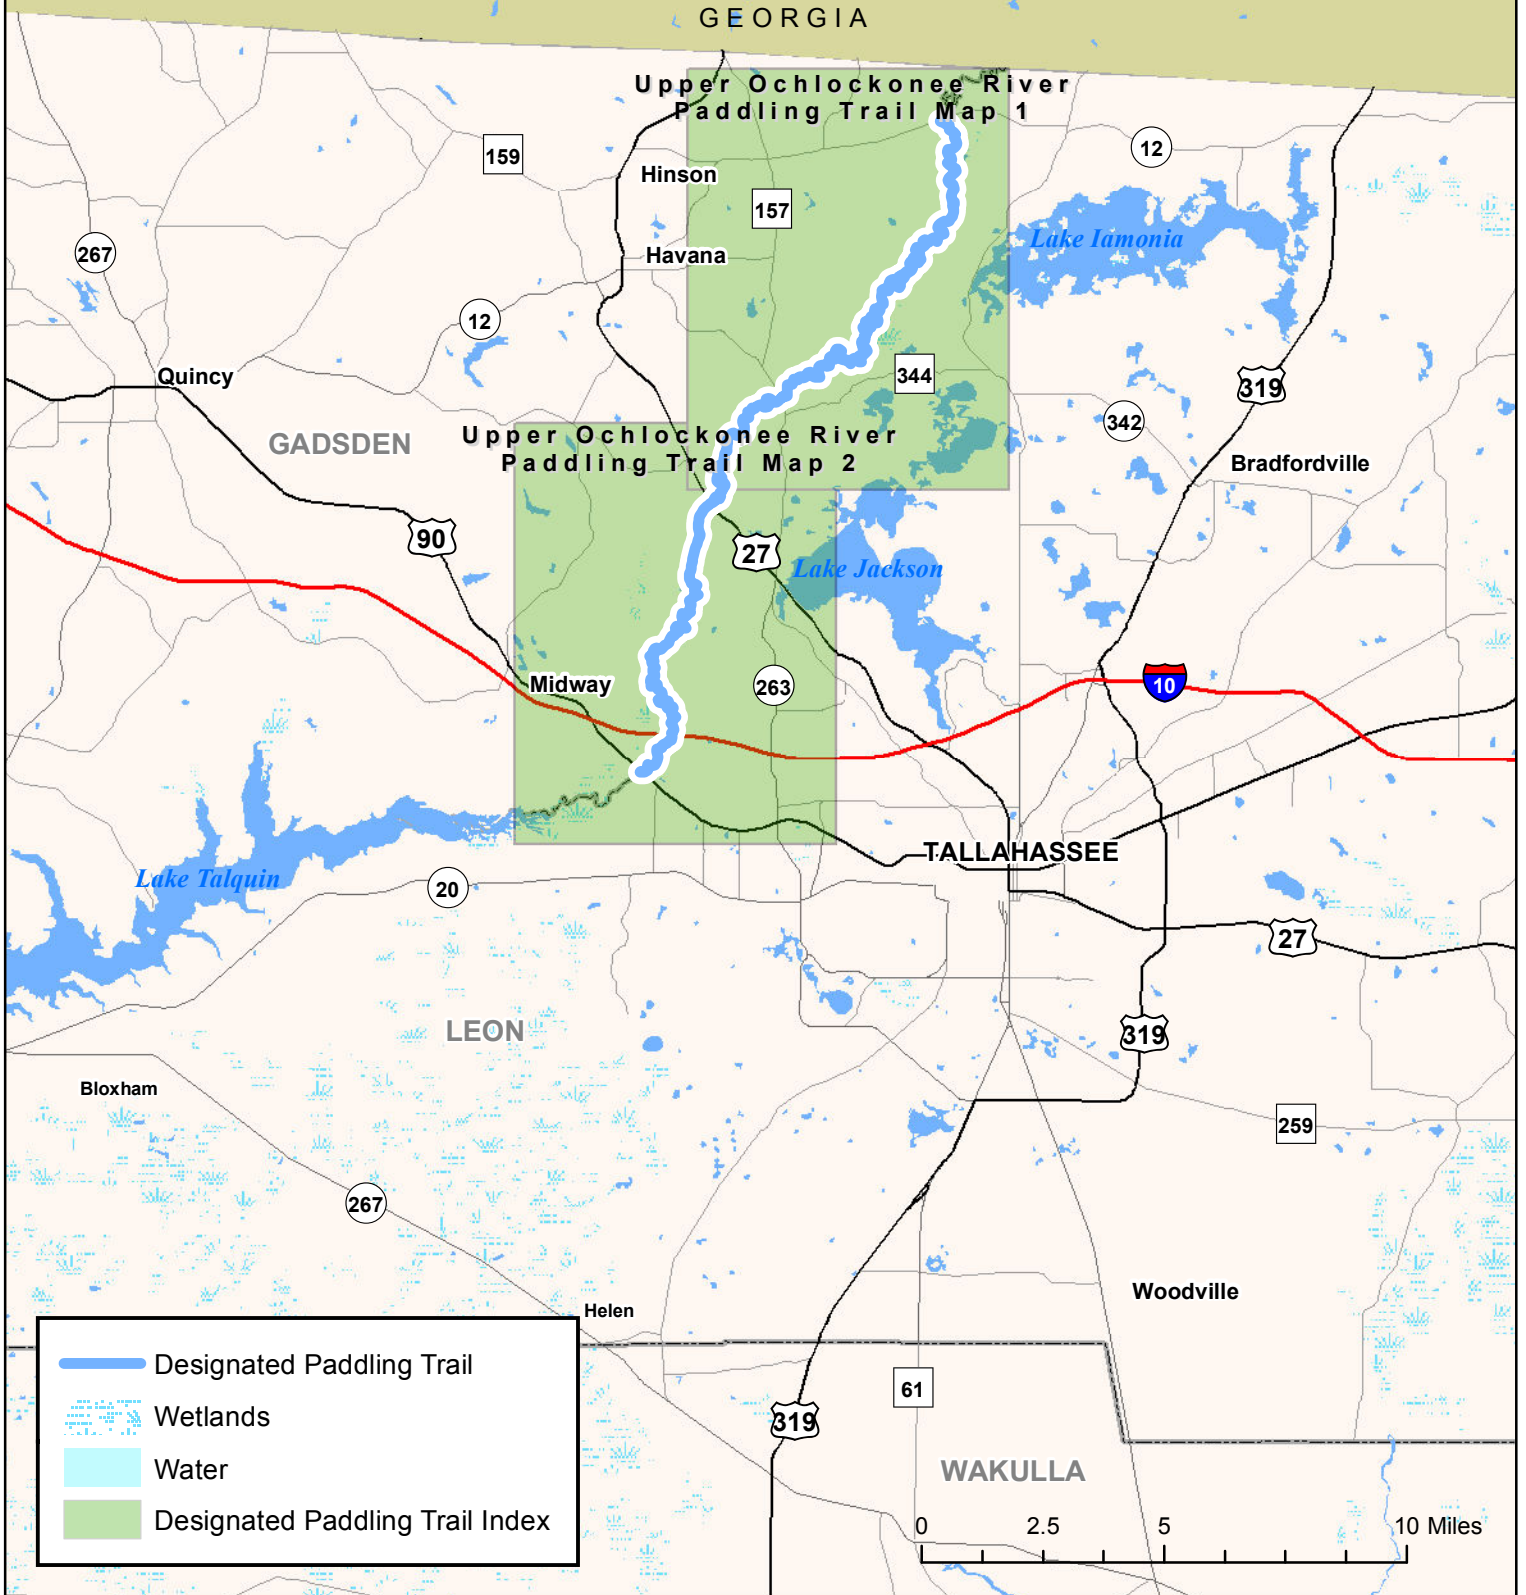 GEORGIA
Upper Ochlockonee River
Paddling Trail Map 1
159
12
Hinson
157
267
Havana
Lake Iamonia
12
Quincy
344
319
342
GADSDEN
Upper Ochlockonee River
Paddling Trail Map 2
Bradfordville
90
27
Lake Jackson
Midway
263
10
TALLAHASSEE
Lake Talquin
20
27
LEON
319
Bloxham
259
267
Woodville
Helen
Designated Paddling Trail
61
Wetlands
319
Water
WAKULLA
Designated Paddling Trail Index
0 2.5 5 10 Miles